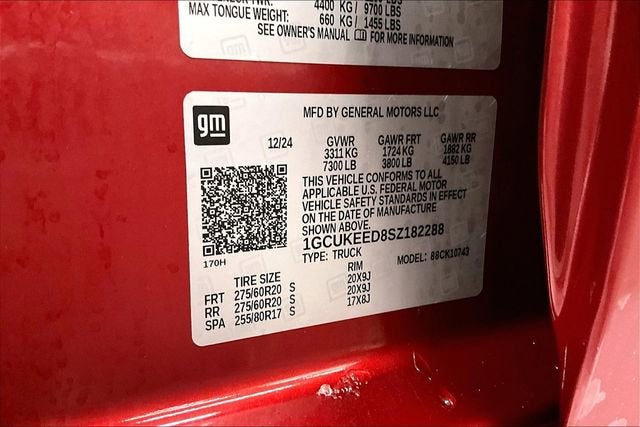 4400 KG / 9700 LBS
MAX TONGUE WEIGHT: 660 KG / 1455 LBS
SEE OWNER'S MANUAL FOR MORE INFORMATION
gm
MFD BY GENERAL MOTORS LLC
12/24 GVWR GAWR FRT GAWR RR
3311 KG 1724 KG 1882 KG
7300 LB 3800 LB 4150 LB
THIS VEHICLE CONFORMS TO ALL
APPLICABLE U.S. FEDERAL MOTOR
VEHICLE SAFETY STANDARDS IN EFFECT
ON THE DATE OF MANUFACTURE
SHOWN ABOVE.
1GCUKEED8SZ182288
170H
TYPE: TRUCK MODEL: 88CK10743
TIRE SIZE RIM
FRT 275/60R20 S 20X9J
RR 275/60R20 S 20X9J
SPA 255/80R17 S 17X8J